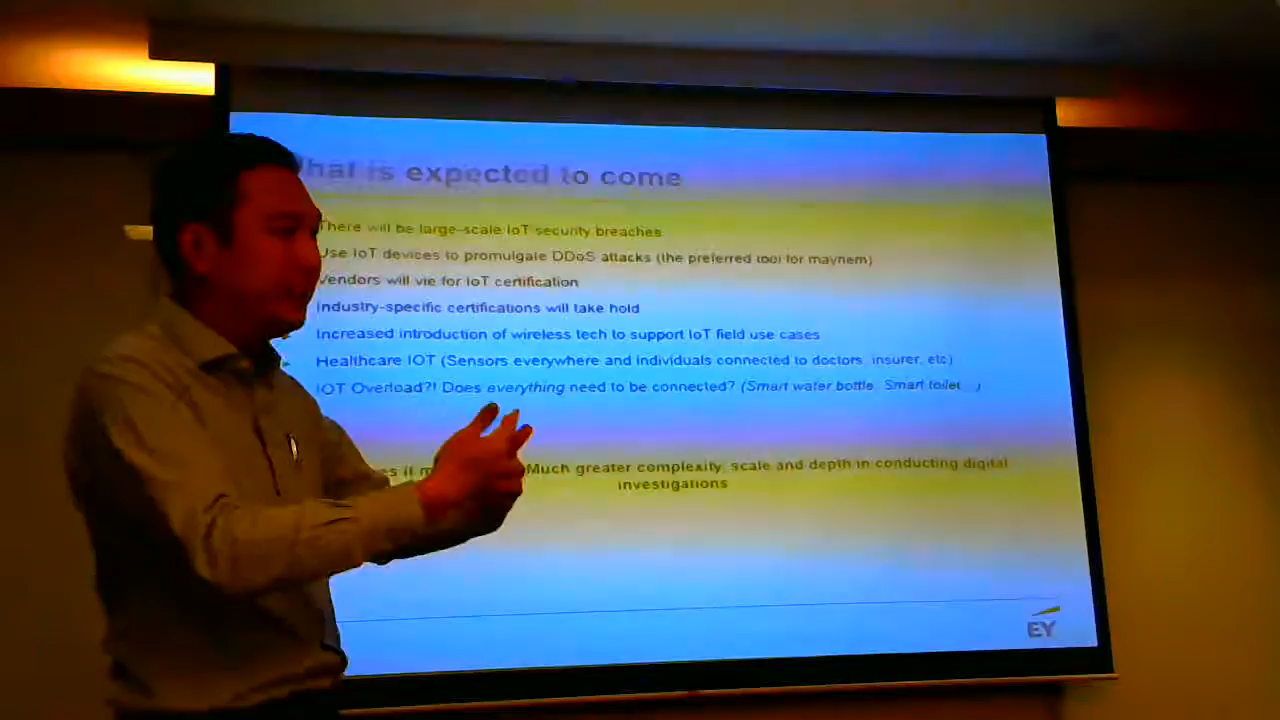 hat is expected to come
There will be large-scale IoT security breaches
Use IoT devices to promulgate DDoS attacks (the preferred tool for mayhem)
Vendors will vie for IoT certification
Industry-specific certifications will take hold
Increased introduction of wireless tech to support IoT field use cases
Healthcare IOT (Sensors everywhere and individuals connected to doctors, insurer, etc)
IOT Overload?! Does everything need to be connected? (Smart water bottle, Smart toilet...)
es it m Much greater complexity, scale and depth in conducting digital
investigations
EY